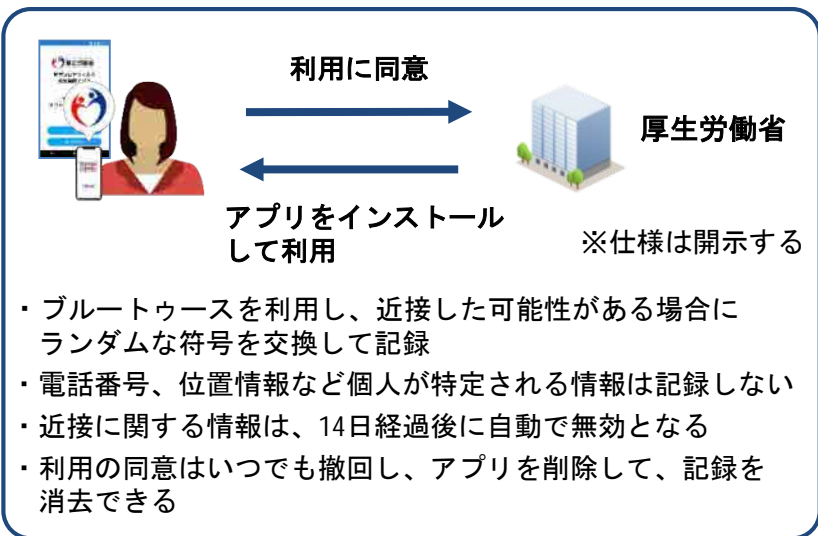 厚生労働省
利用に同意
厚生労働省
アプリをインストール
して利用
※仕様は開示する
・ブルートゥースを利用し、近接した可能性がある場合に
ランダムな符号を交換して記録
・電話番号、位置情報など個人が特定される情報は記録しない
・近接に関する情報は、14日経過後に自動で無効となる
・利用の同意はいつでも撤回し、アプリを削除して、記録を
消去できる